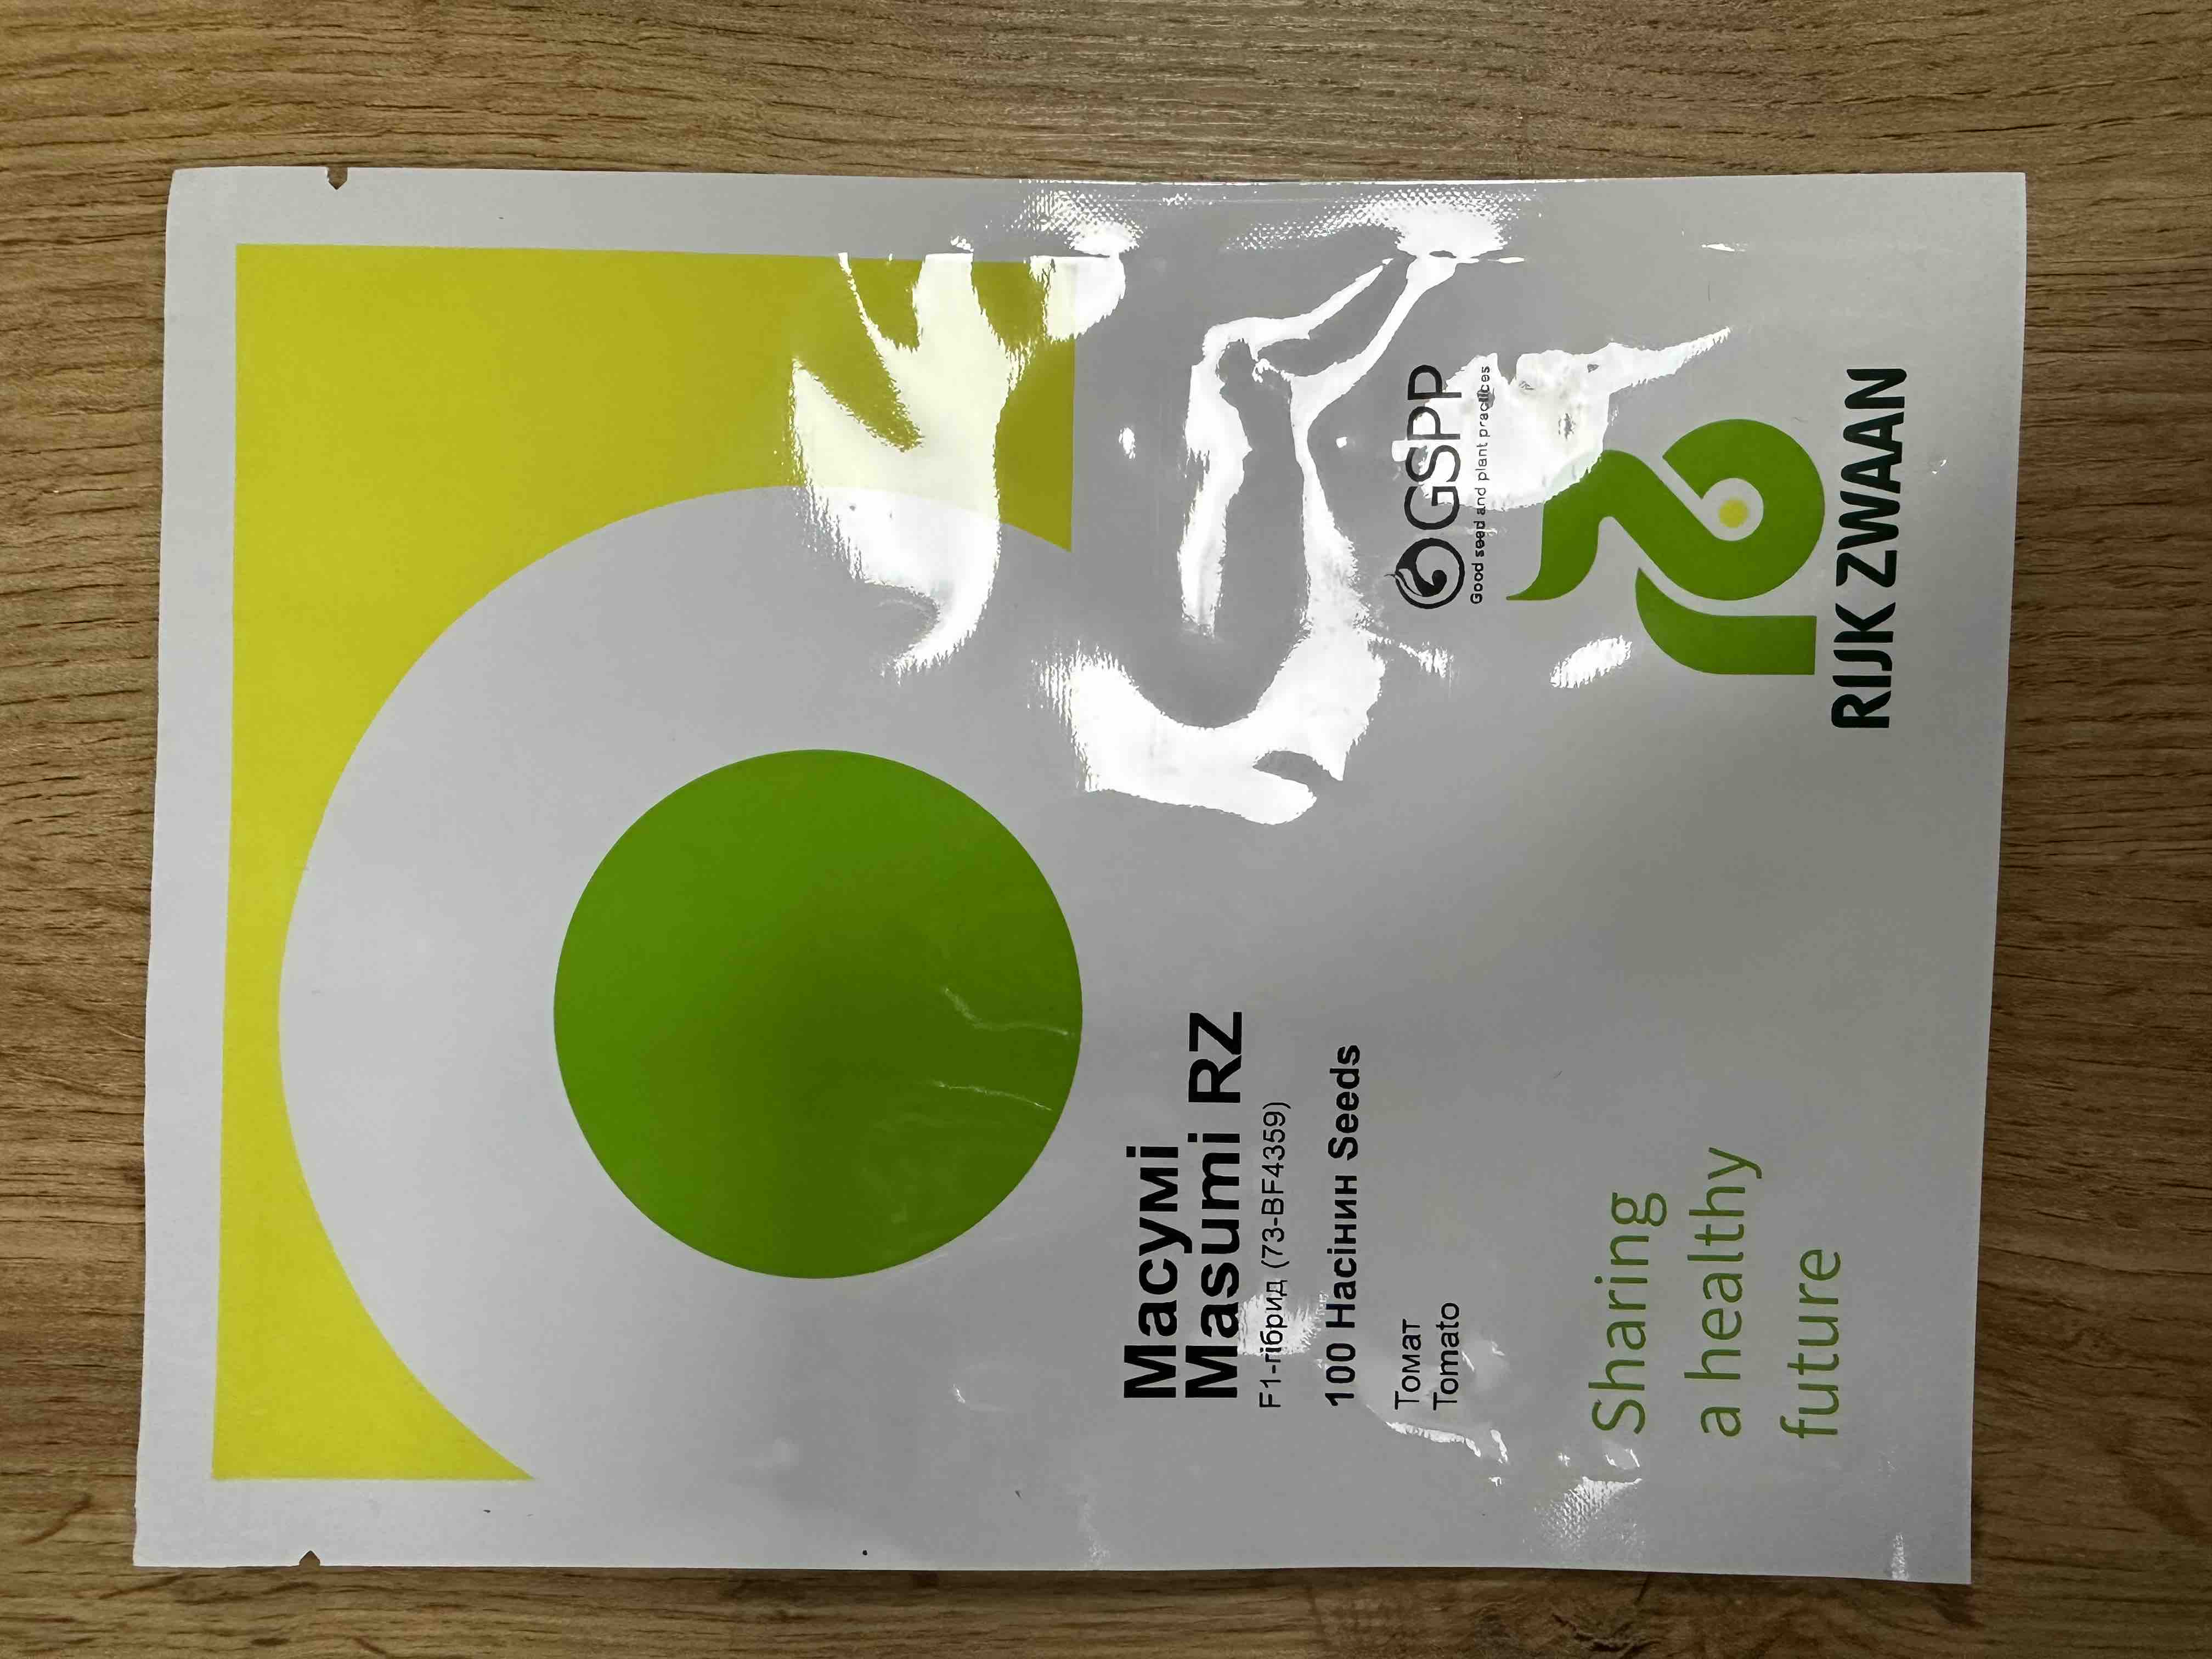 Масумі
Masumi RZ
F1-гібрид (73-BF4359)
100 Насінин Seeds
Томат
Tomato
GSPP
Good seed and plant practices
Sharing
a healthy
future
RIJK ZWAAN